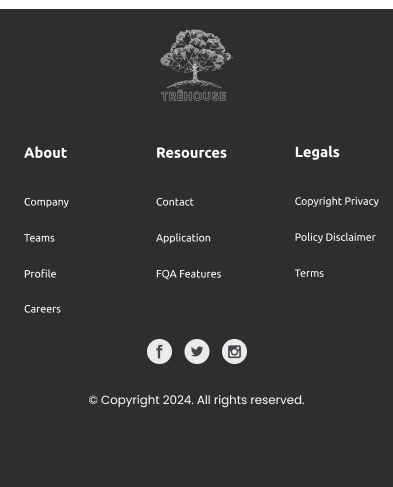 TRĒHOUSE
About
Company
Teams
Profile
Careers
Resources
Contact
Application
FQA Features
Legals
Copyright Privacy
Policy Disclaimer
Terms
© Copyright 2024. All rights reserved.